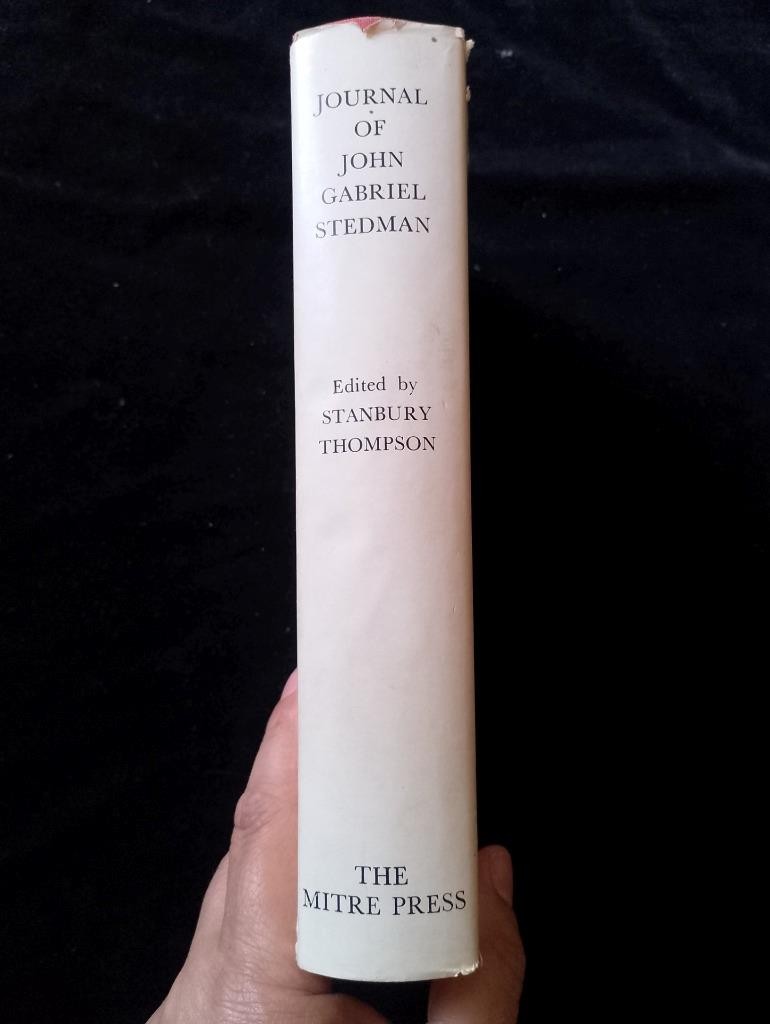 JOURNAL
OF
JOHN
GABRIEL
STEDMAN
Edited by
STANBURY
THOMPSON
THE
MITRE PRESS